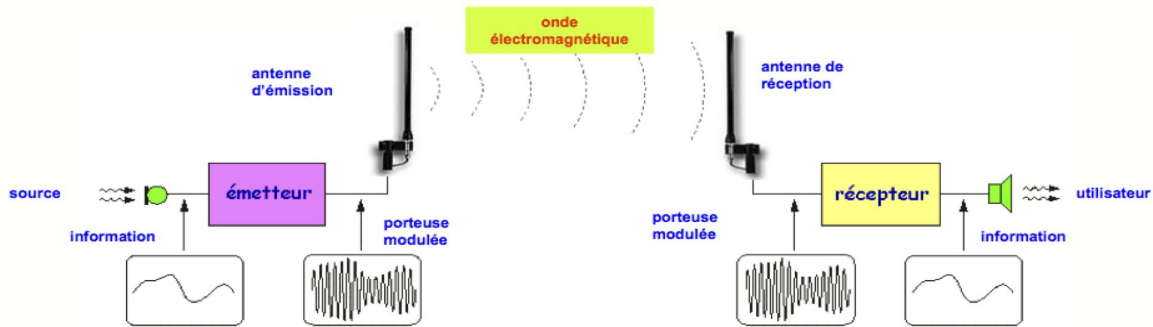 onde
électromagnétique
antenne
d'émission
antenne de
réception
source
émetteur
récepteur
utilisateur
information
porteuse
modulée
porteuse
modulée
information